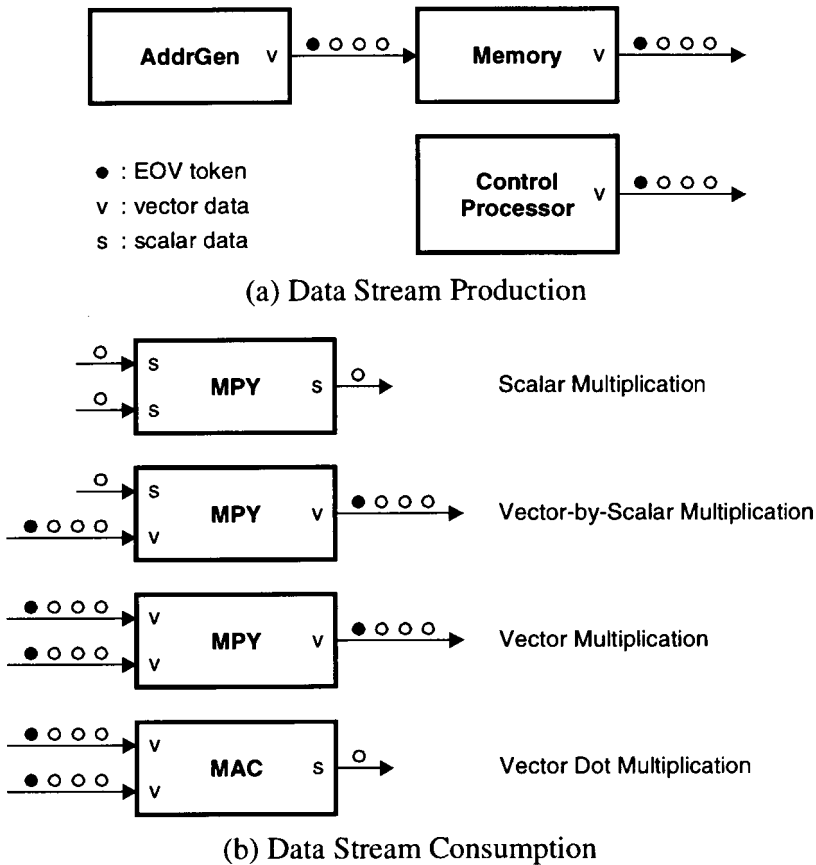 AddrGen v
Memory v
Control
Processor v
● : EOV token
v : vector data
s : scalar data
(a) Data Stream Production
s
MPY s
s
Scalar Multiplication
s
MPY v
v
Vector-by-Scalar Multiplication
v
MPY v
v
Vector Multiplication
v
MAC s
v
Vector Dot Multiplication
(b) Data Stream Consumption